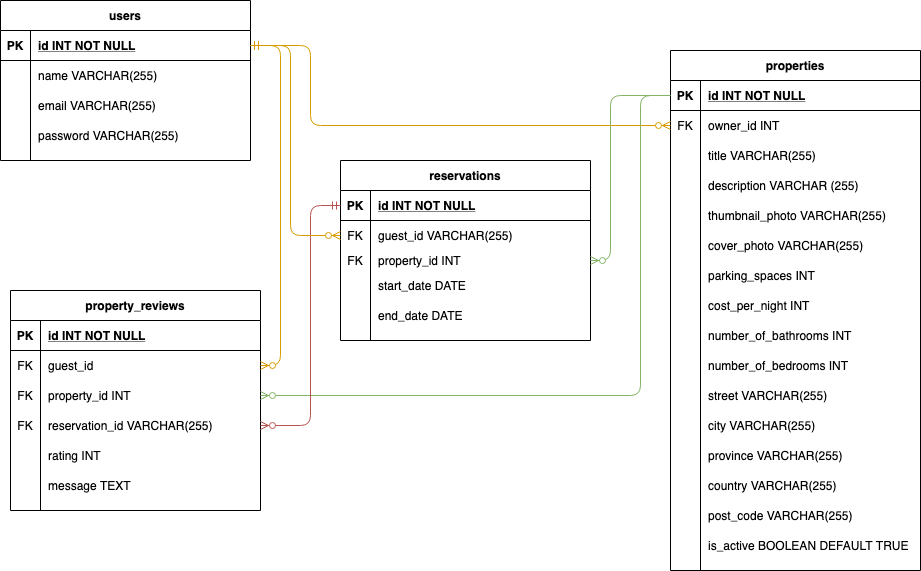 users
PK id INT NOT NULL
name VARCHAR(255)
email VARCHAR(255)
password VARCHAR(255)
properties
PK id INT NOT NULL
FK owner_id INT
title VARCHAR(255)
description VARCHAR (255)
thumbnail_photo VARCHAR(255)
cover_photo VARCHAR(255)
parking_spaces INT
cost_per_night INT
number_of_bathrooms INT
number_of_bedrooms INT
street VARCHAR(255)
city VARCHAR(255)
province VARCHAR(255)
country VARCHAR(255)
post_code VARCHAR(255)
is_active BOOLEAN DEFAULT TRUE
reservations
PK id INT NOT NULL
FK guest_id VARCHAR(255)
FK property_id INT
start_date DATE
end_date DATE
property_reviews
PK id INT NOT NULL
FK guest_id
FK property_id INT
FK reservation_id VARCHAR(255)
rating INT
message TEXT